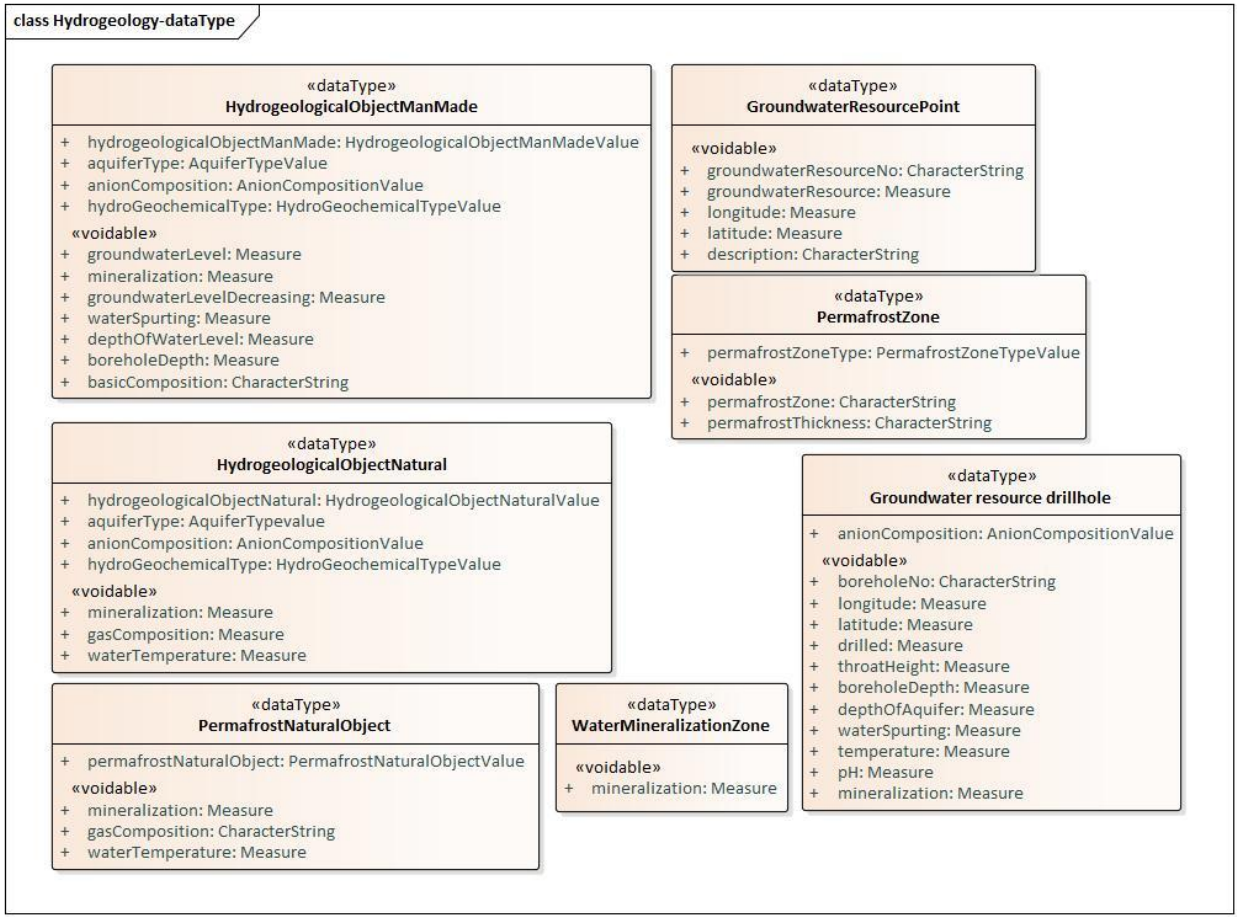 class Hydrogeology-dataType
«dataType»
HydrogeologicalObjectManMade
+ hydrogeologicalObjectManMade: HydrogeologicalObjectManMadeValue
+ aquiferType: AquiferTypeValue
+ anionComposition: AnionCompositionValue
+ hydroGeochemicalType: HydroGeochemicalTypeValue
«voidable»
+ groundwaterLevel: Measure
+ mineralization: Measure
+ groundwaterLevelDecreasing: Measure
+ waterSpurting: Measure
+ depthOfWaterLevel: Measure
+ boreholeDepth: Measure
+ basicComposition: CharacterString
«dataType»
GroundwaterResourcePoint
«voidable»
+ groundwaterResourceNo: CharacterString
+ groundwaterResource: Measure
+ longitude: Measure
+ latitude: Measure
+ description: CharacterString
«dataType»
PermafrostZone
+ permafrostZoneType: PermafrostZoneTypeValue
«voidable»
+ permafrostZone: CharacterString
+ permafrostThickness: CharacterString
«dataType»
HydrogeologicalObjectNatural
+ hydrogeologicalObjectNatural: HydrogeologicalObjectNaturalValue
+ aquiferType: AquiferTypevalue
+ anionComposition: AnionCompositionValue
+ hydroGeochemicalType: HydroGeochemicalTypeValue
«voidable»
+ mineralization: Measure
+ gasComposition: Measure
+ waterTemperature: Measure
«dataType»
Groundwater resource drillhole
+ anionComposition: AnionCompositionValue
«voidable»
+ boreholeNo: CharacterString
+ longitude: Measure
+ latitude: Measure
+ drilled: Measure
+ throatHeight: Measure
+ boreholeDepth: Measure
+ depthOfAquifer: Measure
+ waterSpurting: Measure
+ temperature: Measure
+ pH: Measure
+ mineralization: Measure
«dataType»
PermafrostNaturalObject
+ permafrostNaturalObject: PermafrostNaturalObjectValue
«voidable»
+ mineralization: Measure
+ gasComposition: CharacterString
+ waterTemperature: Measure
«dataType»
WaterMineralizationZone
«voidable»
+ mineralization: Measure